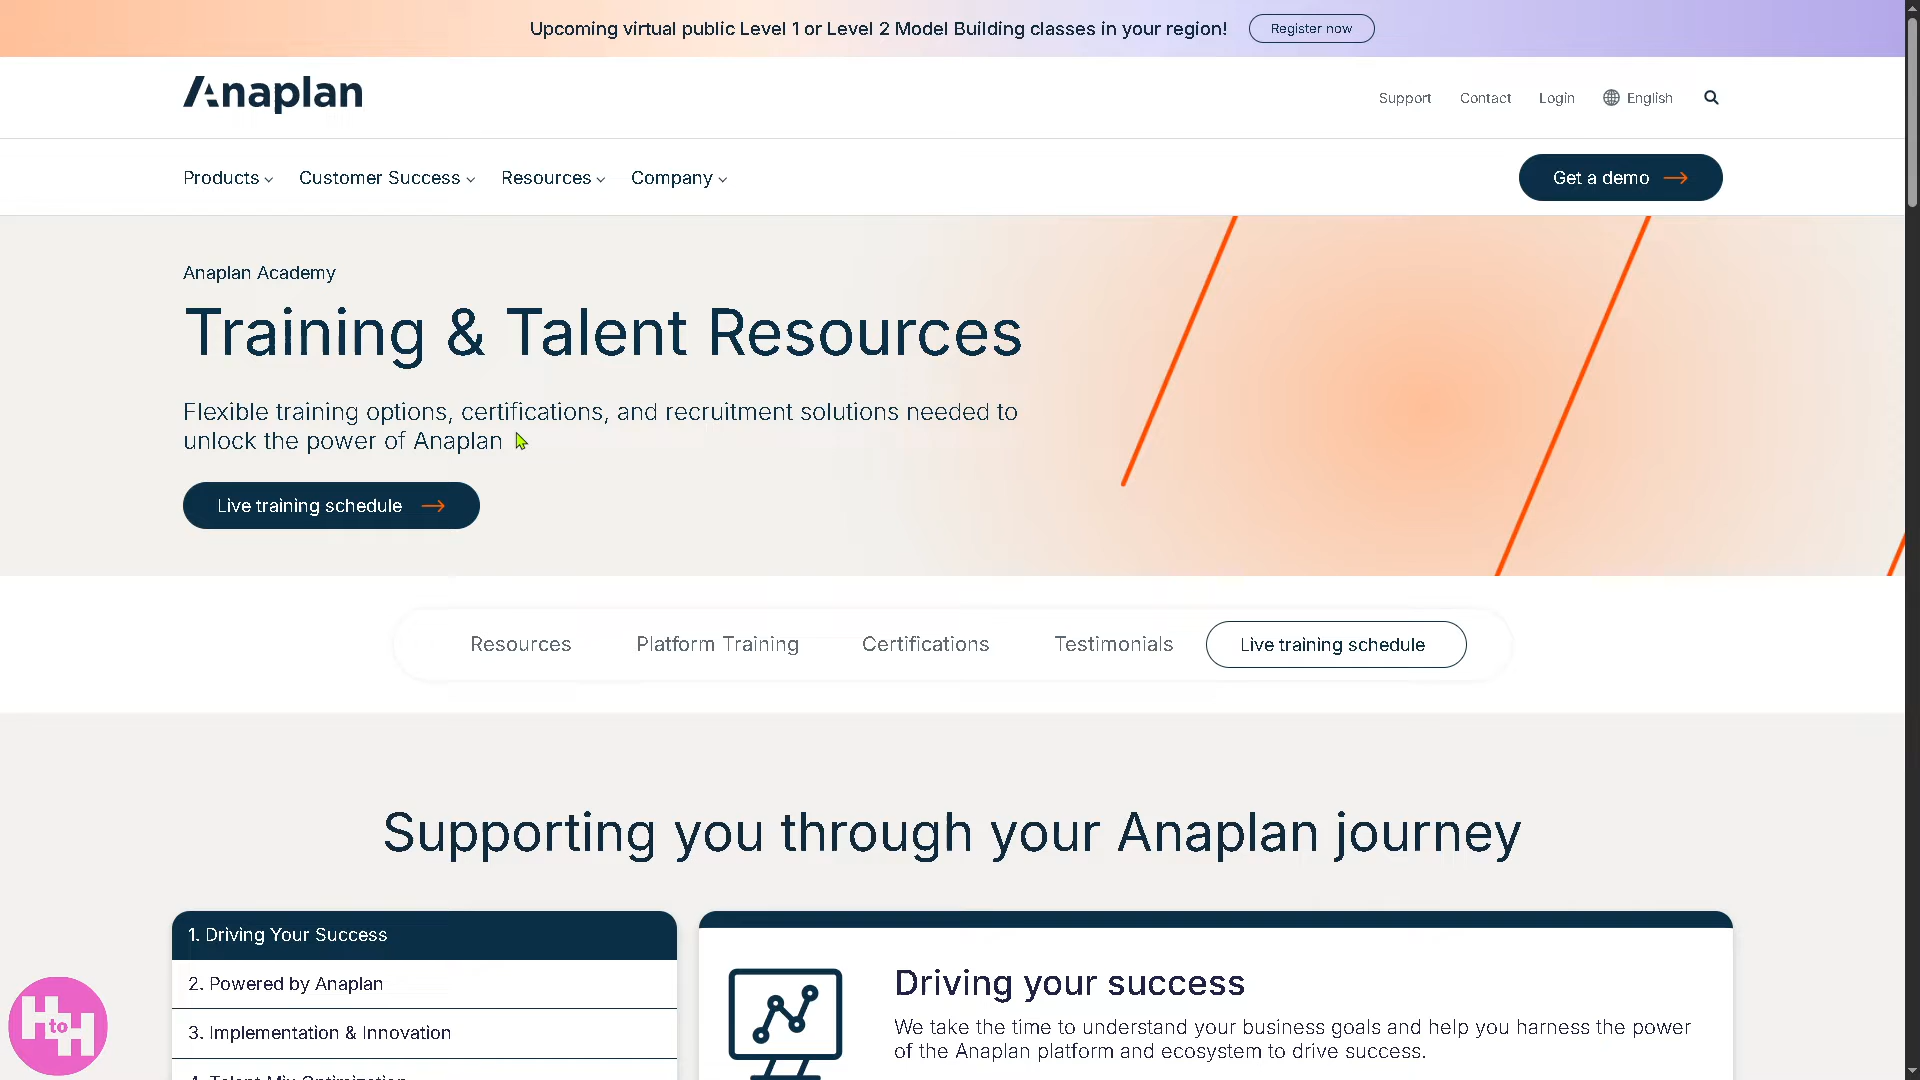 Upcoming virtual public Level 1 or Level 2 Model Building classes in your region!
Register now
Anaplan
Support
Contact
Login
English
Products
Customer Success
Resources
Company
Get a demo
Anaplan Academy
Training & Talent Resources
Flexible training options, certifications, and recruitment solutions needed to
unlock the power of Anaplan
Live training schedule
Resources
Platform Training
Certifications
Testimonials
Live training schedule
Supporting you through your Anaplan journey
1. Driving Your Success
2. Powered by Anaplan
3. Implementation & Innovation
4. Talent Mix Optimization
Driving your success
We take the time to understand your business goals and help you harness the power
of the Anaplan platform and ecosystem to drive success.
H to H